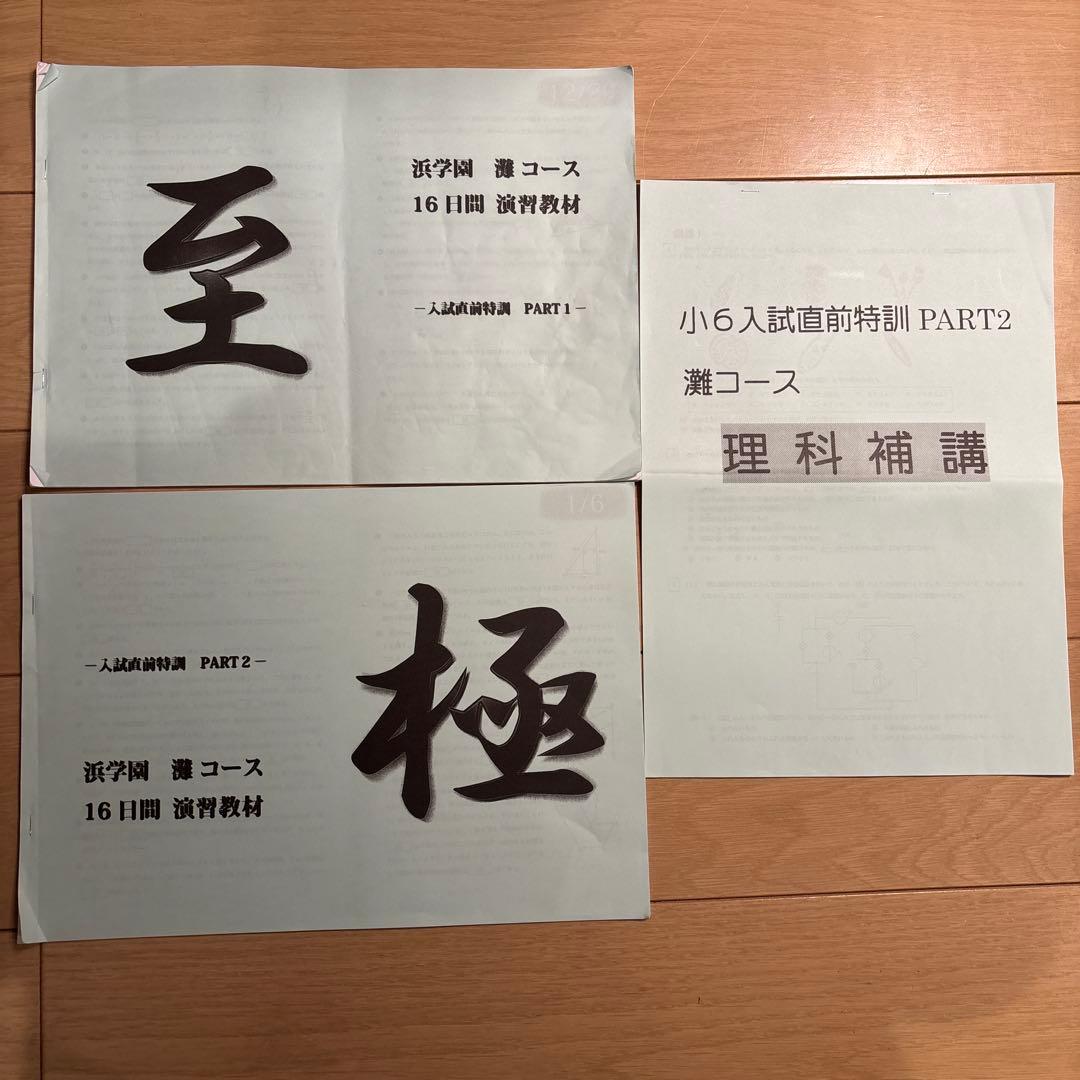 至
浜学園 灘コース
16日間 演習教材
－入試直前特訓 PART1－
小6入試直前特訓 PART2
灘コース
理科補講
1/6
極
－入試直前特訓 PART2－
浜学園 灘コース
16日間 演習教材